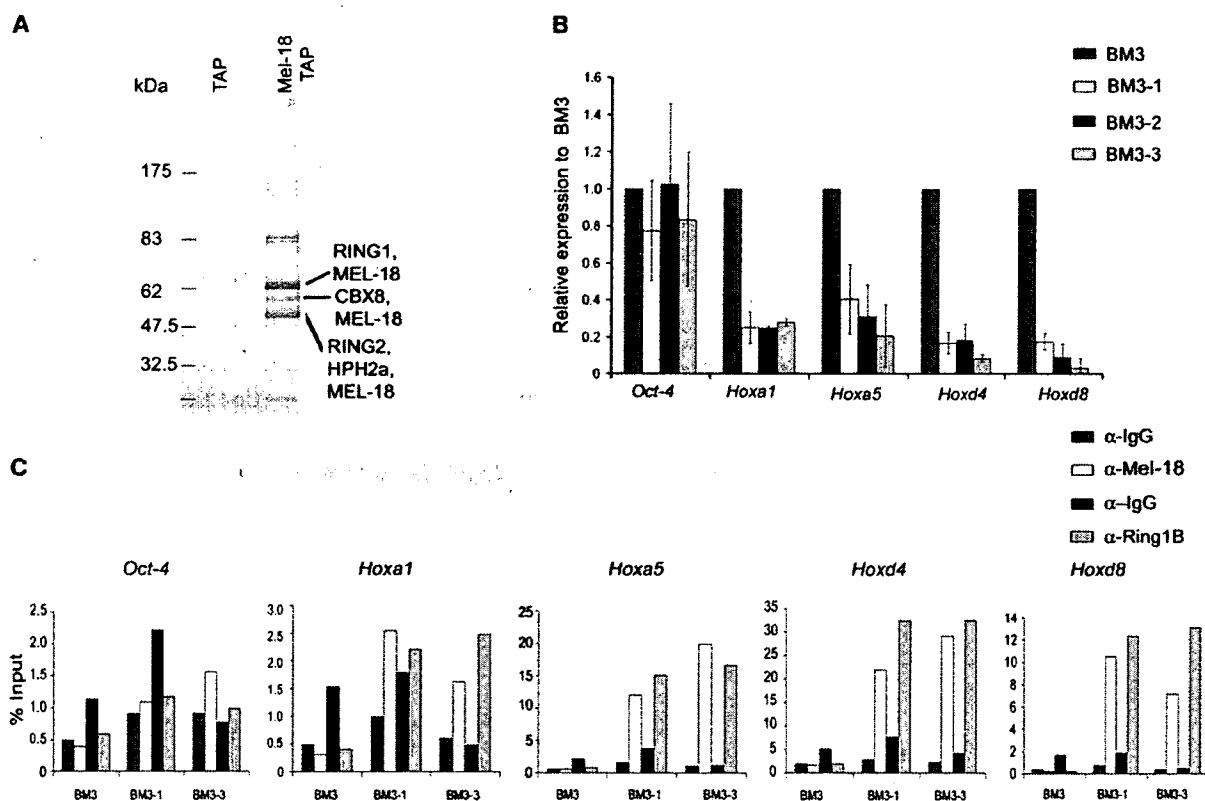 A
kDa
TAP
Mel-18
TAP
175
83
62
47.5
32.5
RING1,
MEL-18
CBX8,
MEL-18
RING2,
HPH2a,
MEL-18
B
Relative expression to BM3
1.6
1.4
1.2
1.0
0.8
0.6
0.4
0.2
0
Oct-4
Hoxa1
Hoxa5
Hoxd4
Hoxd8
BM3
BM3-1
BM3-2
BM3-3
C
α-IgG
α-Mel-18
α–IgG
α-Ring1B
% Input
Oct-4
2.5
2.0
1.5
1.0
0.5
0
BM3 BM3-1 BM3-3
Hoxa1
3.0
2.5
2.0
1.5
1.0
0.5
0
BM3 BM3-1 BM3-3
Hoxa5
25
20
15
10
5
0
BM3 BM3-1 BM3-3
Hoxd4
35
30
25
20
15
10
5
0
BM3 BM3-1 BM3-3
Hoxd8
14
12
10
8
6
4
2
0
BM3 BM3-1 BM3-3